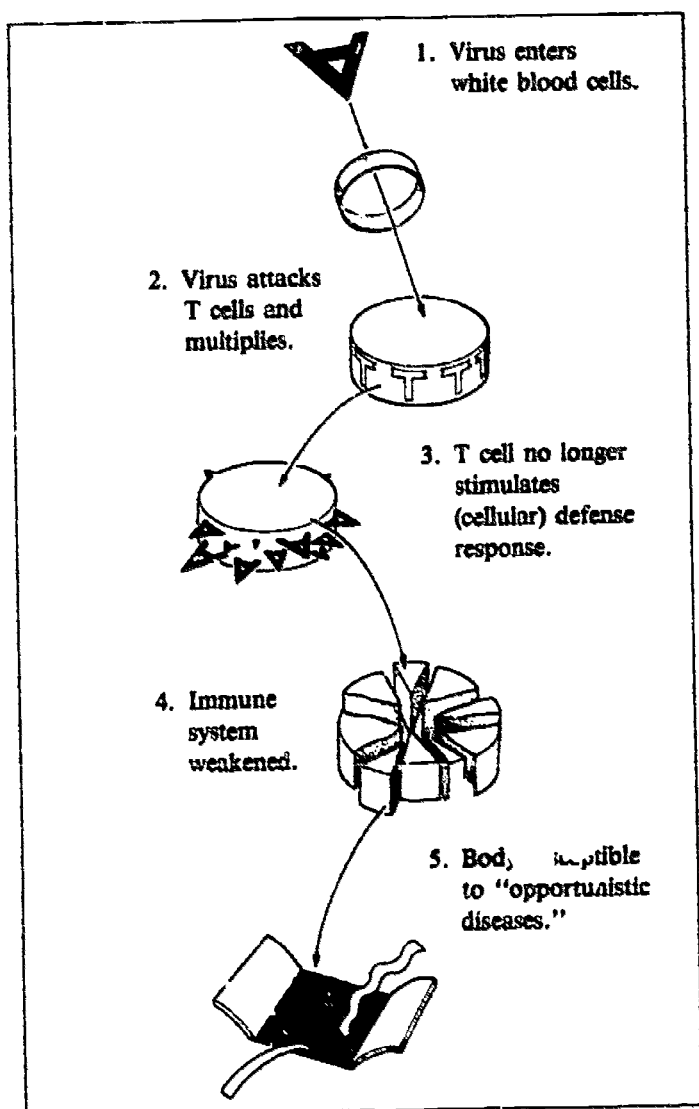 1. Virus enters
white blood cells.
2. Virus attacks
T cells and
multiplies.
T T T T
3. T cell no longer
stimulates
(cellular) defense
response.
4. Immune
system
weakened.
5.
to “opportunistic
diseases.”